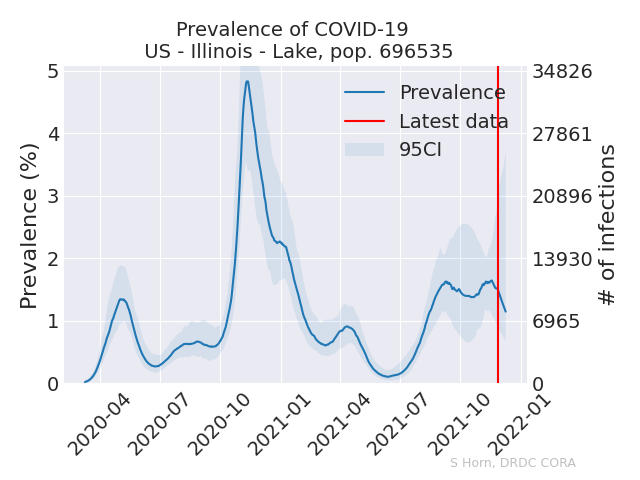 Prevalence of COVID-19
US - Illinois - Lake, pop. 696535
Prevalence (%)
5
4
3
2
1
0
34826
27861
20896
13930
6965
0
# of infections
Prevalence
Latest data
95CI
2020-04
2020-07
2020-10
2021-01
2021-04
2021-07
2021-10
2022-01
S Horn, DRDC CORA